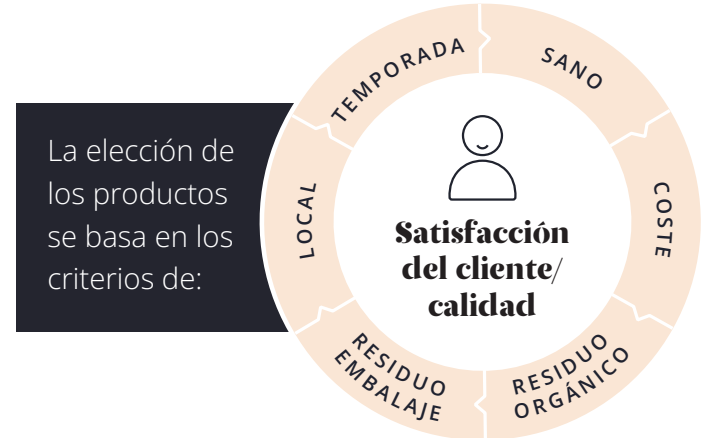 La elección de
los productos
se basa en los
criterios de:
TEMPORADA
SANO
COSTE
RESIDUO
ORGÁNICO
RESIDUO
EMBALAJE
LOCAL
Satisfacción
del cliente/
calidad